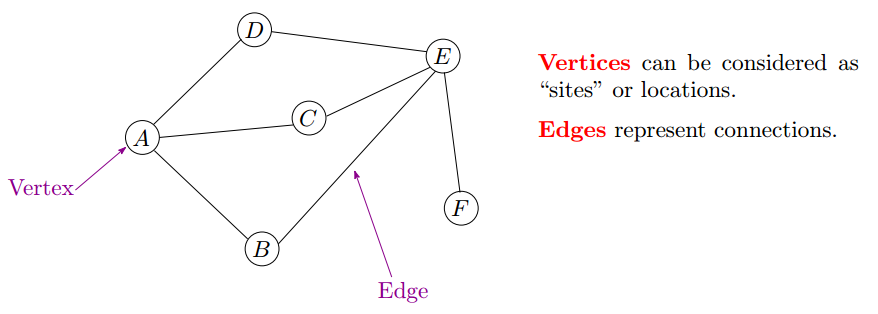 D
E
Vertices can be considered as
“sites” or locations.
C
Edges represent connections.
A
Vertex
F
B
Edge